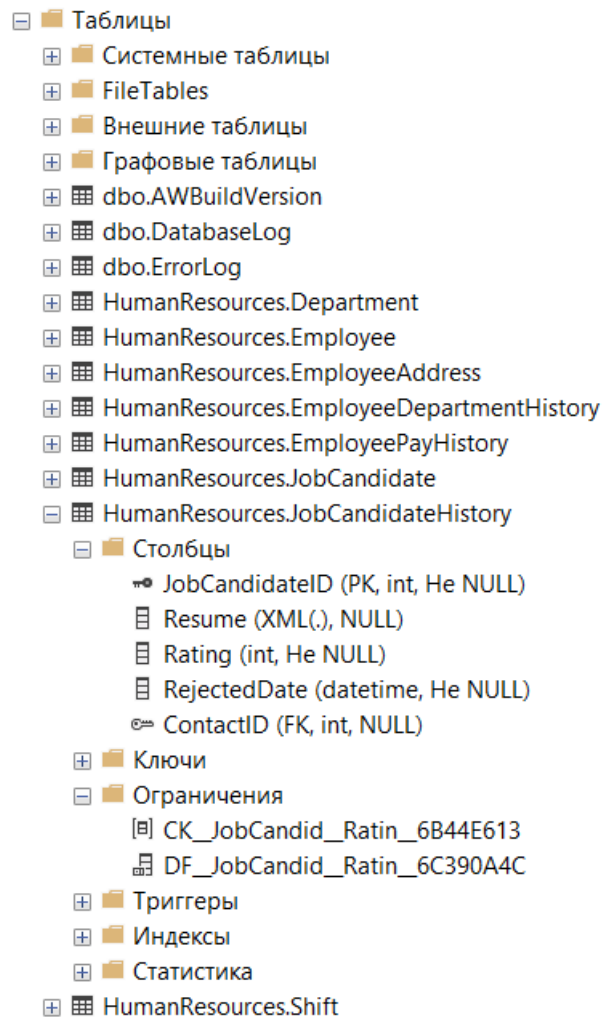 Таблицы
Системные таблицы
FileTables
Внешние таблицы
Графовые таблицы
dbo.AWBuildVersion
dbo.DatabaseLog
dbo.ErrorLog
HumanResources.Department
HumanResources.Employee
HumanResources.EmployeeAddress
HumanResources.EmployeeDepartmentHistory
HumanResources.EmployeePayHistory
HumanResources.JobCandidate
HumanResources.JobCandidateHistory
Столбцы
JobCandidateID (PK, int, Не NULL)
Resume (XML(.), NULL)
Rating (int, Не NULL)
RejectedDate (datetime, Не NULL)
ContactID (FK, int, NULL)
Ключи
Ограничения
CK__JobCandid__Ratin__6B44E613
DF__JobCandid__Ratin__6C390A4C
Триггеры
Индексы
Статистика
HumanResources.Shift